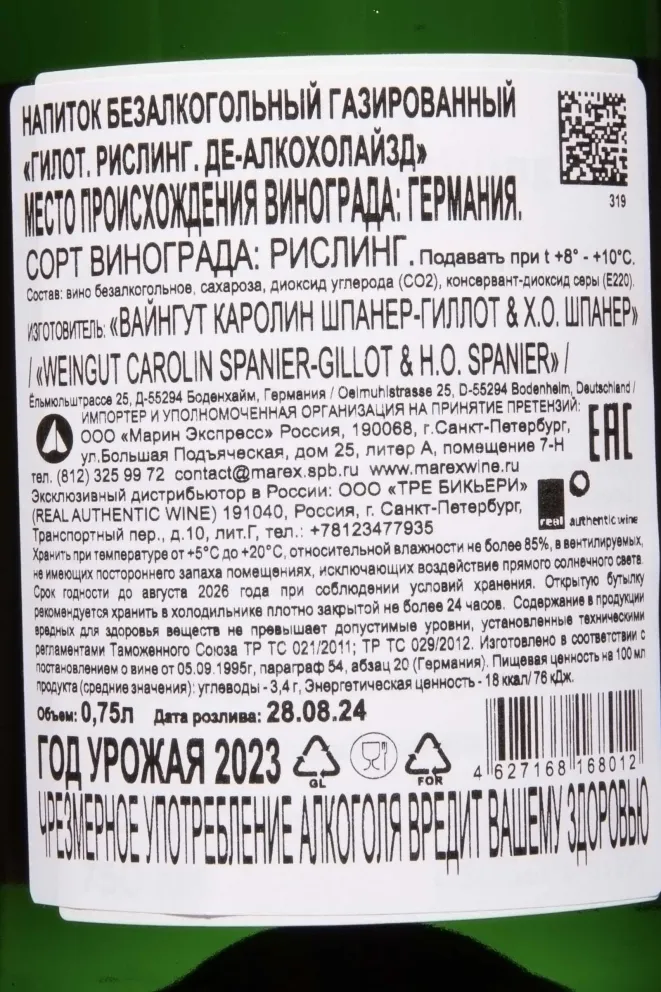 НАПИТОК БЕЗАЛКОГОЛЬНЫЙ ГАЗИРОВАННЫЙ
«ГИЛОТ. РИСЛИНГ. ДЕ-АЛКОХОЛАЙЗД»
319
МЕСТО ПРОИСХОЖДЕНИЯ ВИНОГРАДА: ГЕРМАНИЯ.
СОРТ ВИНОГРАДА: РИСЛИНГ. Подавать при t +8° - +10°C.
Состав: вино безалкогольное, сахароза, диоксид углерода (CO2), консервант-диоксид серы (E220).
ИЗГОТОВИТЕЛЬ: «ВАЙНГУТ КАРОЛИН ШПАНЕР-ГИЛЛОТ & Х.О. ШПАНЕР»
/ «WEINGUT CAROLIN SPANIER-GILLOT & H.O. SPANIER» /
Ёльмюльштрассе 25, Д-55294 Боденхайм, Германия / Oelmuhlstrasse 25, D-55294 Bodenheim, Deutschland /
ИМПОРТЕР И УПОЛНОМОЧЕННАЯ ОРГАНИЗАЦИЯ НА ПРИНЯТИЕ ПРЕТЕНЗИЙ:
ООО «Марин Экспресс» Россия, 190068, г.Санкт-Петербург,
ул.Большая Подъяческая, дом 25, литер А, помещение 7-Н
тел. (812) 325 99 72 contact@marex.spb.ru www.marexwine.ru
EAC
Эксклюзивный дистрибьютор в России: ООО «ТРЕ БИКЬЕРИ»
(REAL AUTHENTIC WINE) 191040, Россия, г. Санкт-Петербург,
Транспортный пер., д.10, лит.Г, тел.: +78123477935
real authentic wine
Хранить при температуре от +5°C до +20°C, относительной влажности не более 85%, в вентилируемых,
не имеющих постороннего запаха помещениях, исключающих воздействие прямого солнечного света.
Срок годности до августа 2026 года при соблюдении условий хранения. Открытую бутылку
рекомендуется хранить в холодильнике плотно закрытой не более 24 часов. Содержание в продукции
вредных для здоровья веществ не превышает допустимые уровни, установленные техническими
регламентами Таможенного Союза ТР ТС 021/2011; ТР ТС 029/2012. Изготовлено в соответствии с
постановлением о вине от 05.09.1995г, параграф 54, абзац 20 (Германия). Пищевая ценность на 100 мл
продукта (средние значения): углеводы - 3,4 г, Энергетическая ценность - 18 ккал/ 76 кДж.
Объем: 0,75л Дата розлива: 28.08.24
ГОД УРОЖАЯ 2023
GL
FOR
4 627168 168012
ЧРЕЗМЕРНОЕ УПОТРЕБЛЕНИЕ АЛКОГОЛЯ ВРЕДИТ ВАШЕМУ ЗДОРОВЬЮ